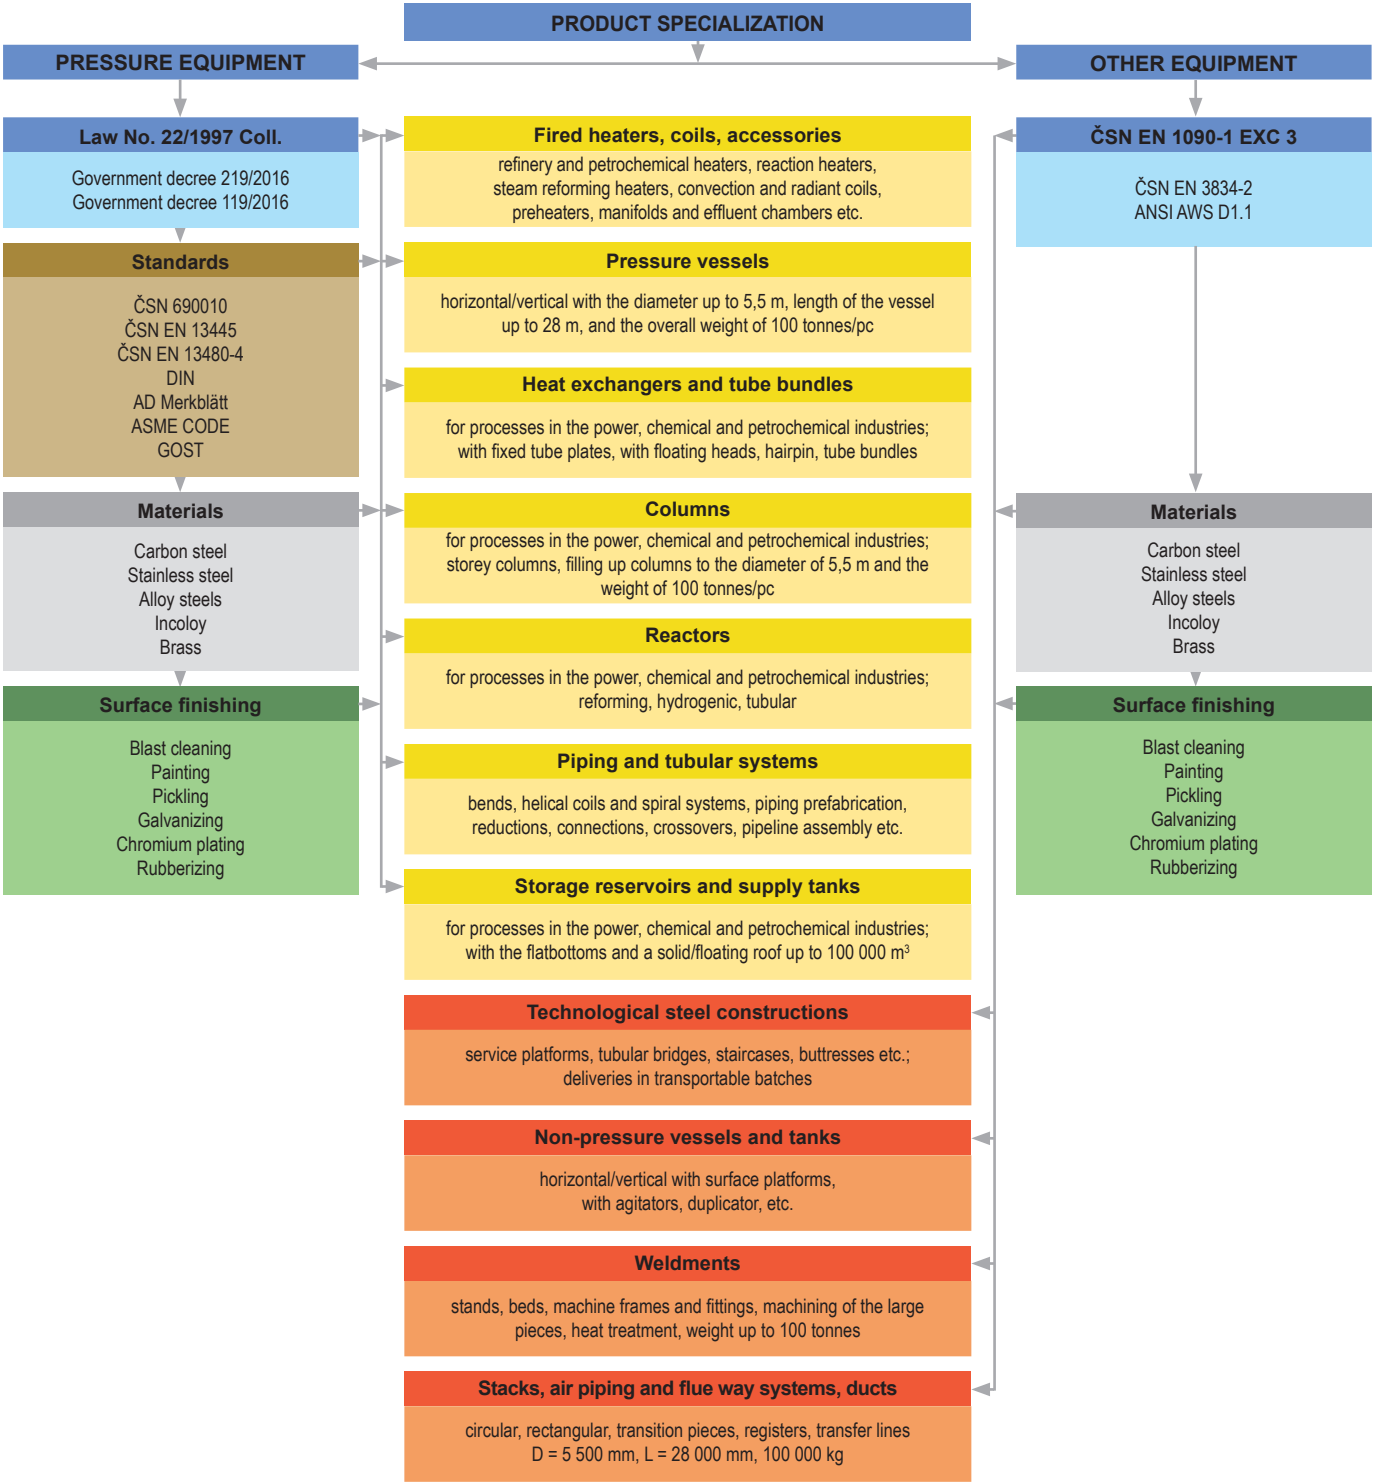 PRODUCT SPECIALIZATION
PRESSURE EQUIPMENT
Law No. 22/1997 Coll.
Government decree 219/2016
Government decree 119/2016
Standards
ČSN 690010
ČSN EN 13445
ČSN EN 13480-4
DIN
AD Merkblätt
ASME CODE
GOST
Materials
Carbon steel
Stainless steel
Alloy steels
Incoloy
Brass
Surface finishing
Blast cleaning
Painting
Pickling
Galvanizing
Chromium plating
Rubberizing
Fired heaters, coils, accessories
refinery and petrochemical heaters, reaction heaters,
steam reforming heaters, convection and radiant coils,
preheaters, manifolds and effluent chambers etc.
Pressure vessels
horizontal/vertical with the diameter up to 5,5 m, length of the vessel
up to 28 m, and the overall weight of 100 tonnes/pc
Heat exchangers and tube bundles
for processes in the power, chemical and petrochemical industries;
with fixed tube plates, with floating heads, hairpin, tube bundles
Columns
for processes in the power, chemical and petrochemical industries;
storey columns, filling up columns to the diameter of 5,5 m and the
weight of 100 tonnes/pc
Reactors
for processes in the power, chemical and petrochemical industries;
reforming, hydrogenic, tubular
Piping and tubular systems
bends, helical coils and spiral systems, piping prefabrication,
reductions, connections, crossovers, pipeline assembly etc.
Storage reservoirs and supply tanks
for processes in the power, chemical and petrochemical industries;
with the flatbottoms and a solid/floating roof up to 100 000 m³
Technological steel constructions
service platforms, tubular bridges, staircases, buttresses etc.;
deliveries in transportable batches
Non-pressure vessels and tanks
horizontal/vertical with surface platforms,
with agitators, duplicator, etc.
Weldments
stands, beds, machine frames and fittings, machining of the large
pieces, heat treatment, weight up to 100 tonnes
Stacks, air piping and flue way systems, ducts
circular, rectangular, transition pieces, registers, transfer lines
D = 5 500 mm, L = 28 000 mm, 100 000 kg
OTHER EQUIPMENT
ČSN EN 1090-1 EXC 3
ČSN EN 3834-2
ANSI AWS D1.1
Materials
Carbon steel
Stainless steel
Alloy steels
Incoloy
Brass
Surface finishing
Blast cleaning
Painting
Pickling
Galvanizing
Chromium plating
Rubberizing